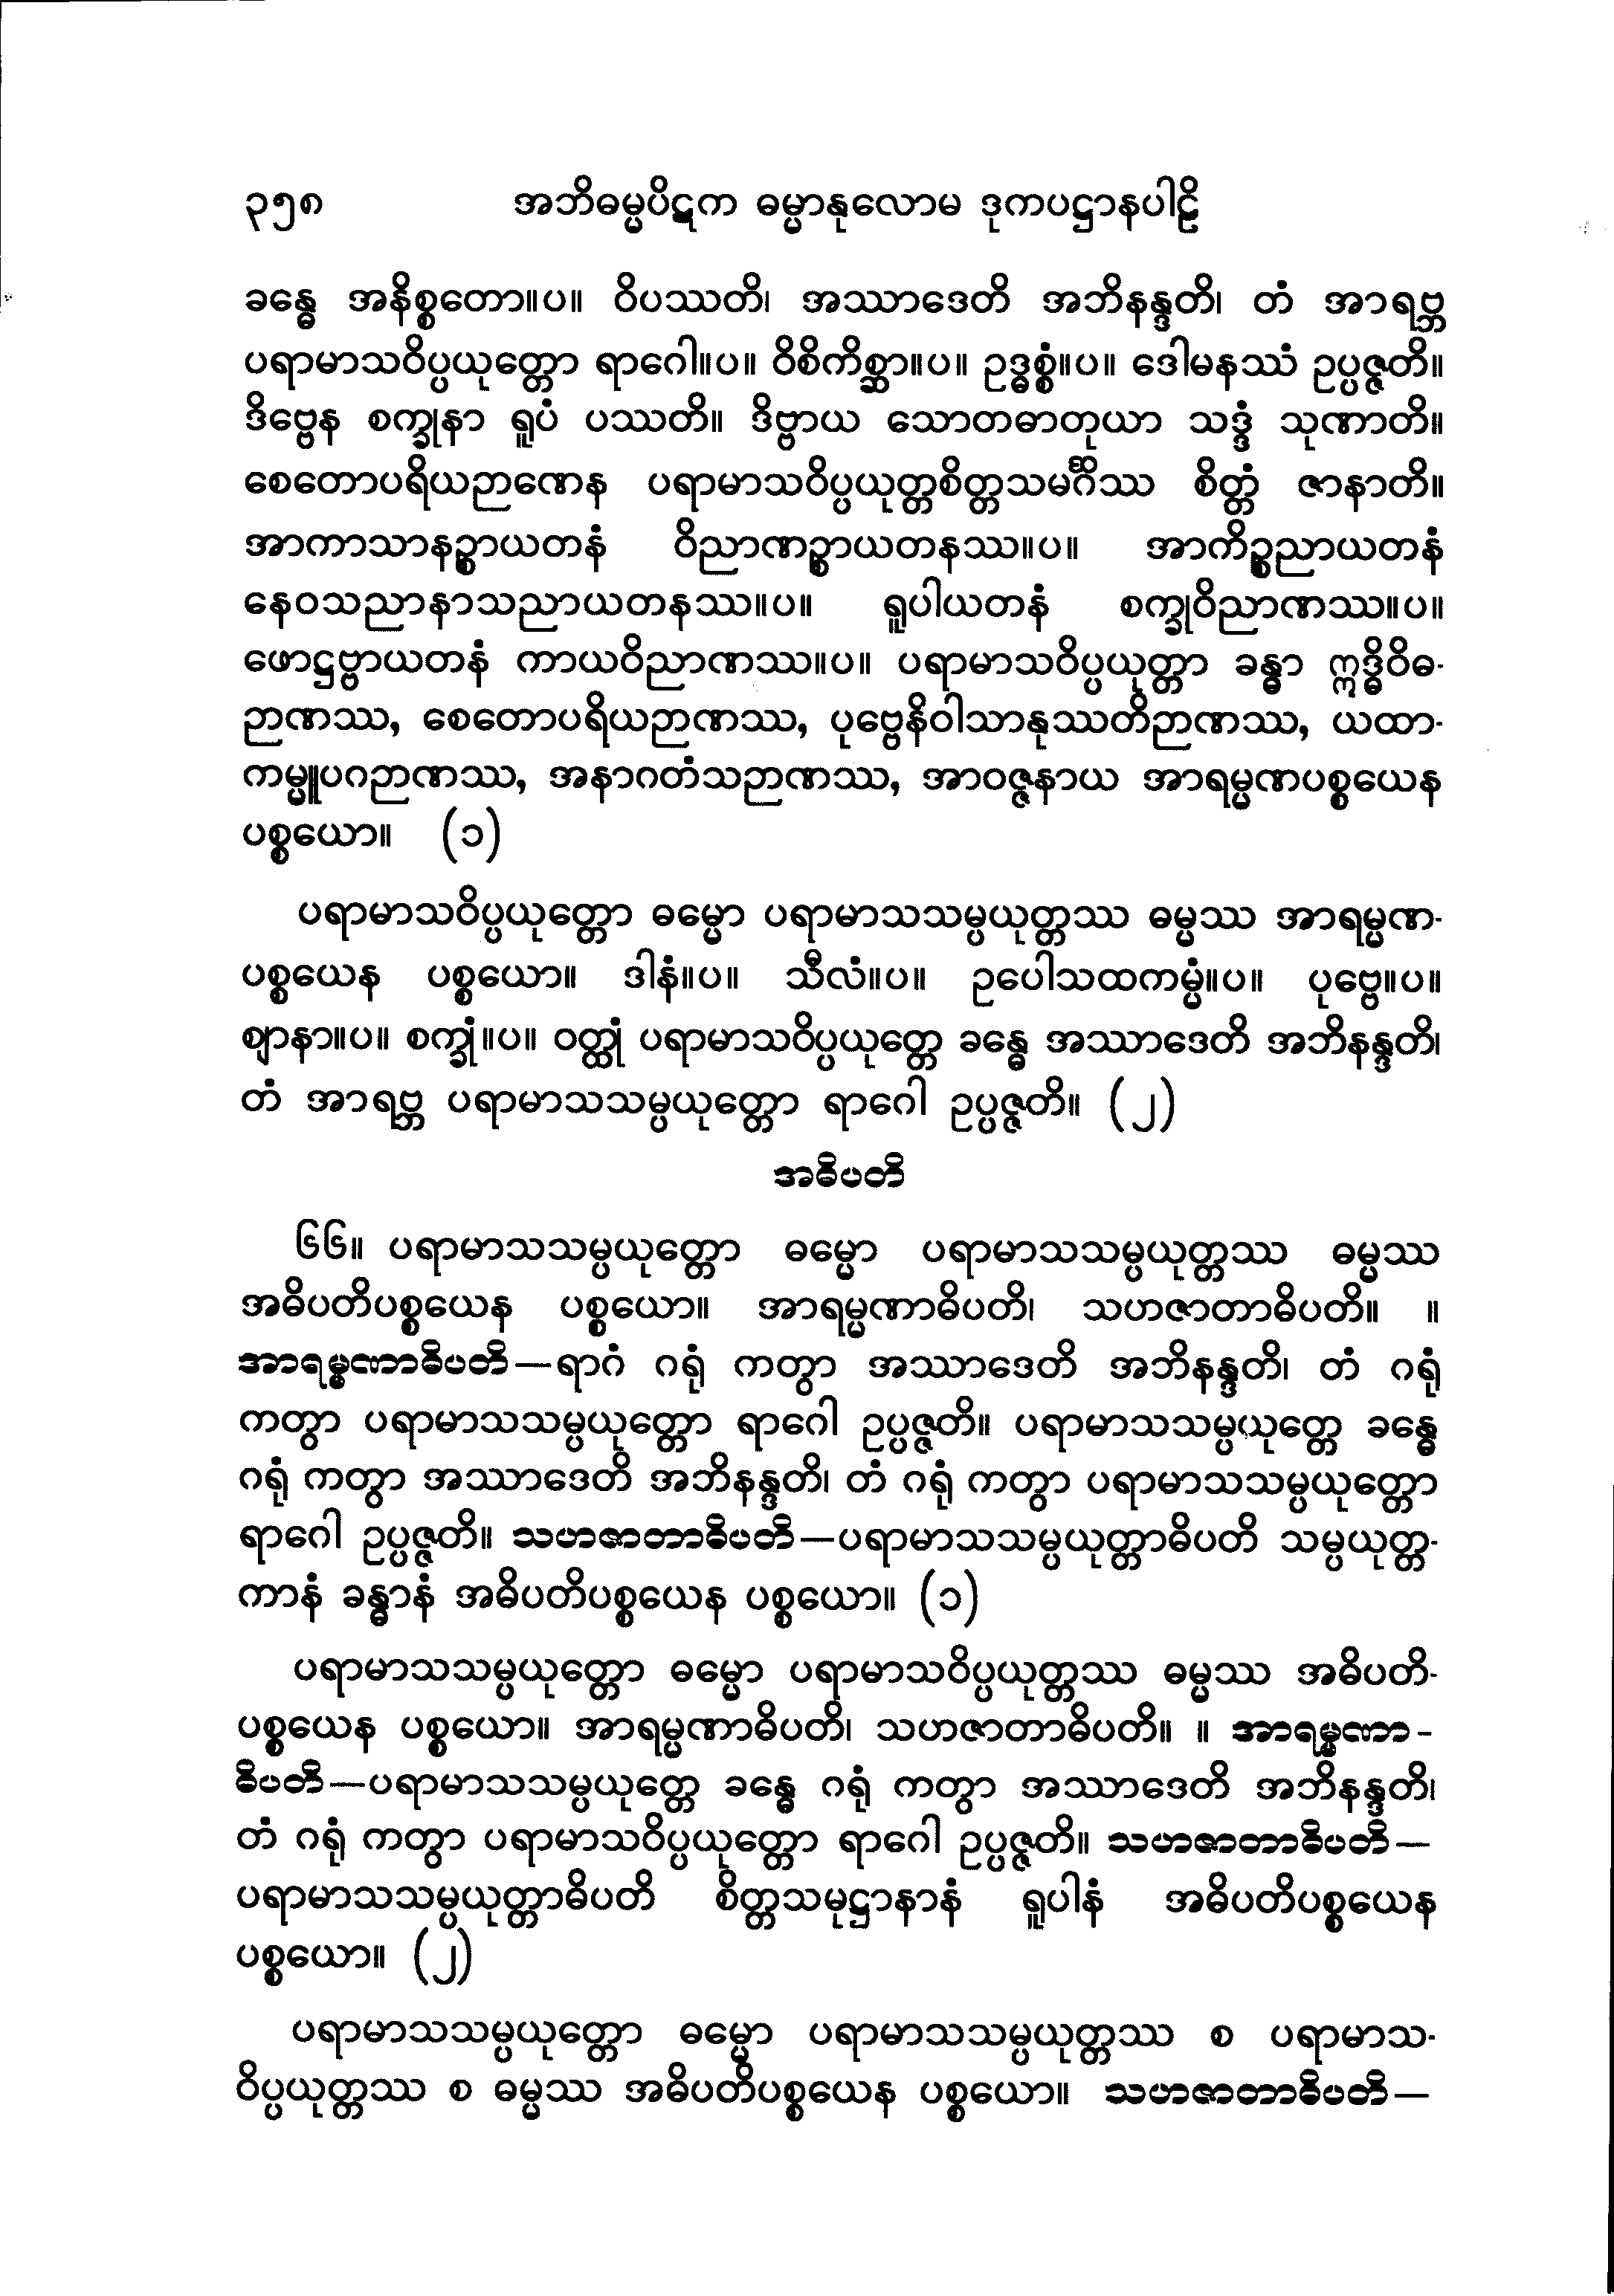 ၃၅၈ အဘိဓမ္မပိဋက ဓမ္မာနုလောမ ဒုကပဋ္ဌာနပါဠိ
ခန္ဓေ အနိစ္စတော။ပ။ ဝိပဿတိ၊ အဿာဒေတိ အဘိနန္ဒတိ၊ တံ အာရဗ္ဘ
ပရာမာသဝိပ္ပယုတ္တော ရာဂေါ။ပ။ ဝိစိကိစ္ဆာ။ပ။ ဥဒ္ဓစ္စံ။ပ။ ဒေါမနဿံ ဥပ္ပဇ္ဇတိ။
ဒိဗ္ဗေန စက္ခုနာ ရူပံ ပဿတိ။ ဒိဗ္ဗာယ သောတဓာတုယာ သဒ္ဒံ သုဏာတိ။
စေတောပရိယဉာဏေန ပရာမာသဝိပ္ပယုတ္တစိတ္တသမင်္ဂိဿ စိတ္တံ ဇာနာတိ။
အာကာသာနဉ္စာယတနံ ဝိညာဏဉ္စာယတနဿ။ပ။ အာကိဉ္စညာယတနံ
နေဝသညာနာသညာယတနဿ။ပ။ ရူပါယတနံ စက္ခုဝိညာဏဿ။ပ။
ဖောဋ္ဌဗ္ဗာယတနံ ကာယဝိညာဏဿ။ပ။ ပရာမာသဝိပ္ပယုတ္တာ ခန္ဓာ ဣဒ္ဓိဝိဓ-
ဉာဏဿ, စေတောပရိယဉာဏဿ, ပုဗ္ဗေနိဝါသာနုဿတိဉာဏဿ, ယထာ-
ကမ္မူပဂဉာဏဿ, အနာဂတံသဉာဏဿ, အာဝဇ္ဇနာယ အာရမ္မဏပစ္စယေန
ပစ္စယော။ (၁)
ပရာမာသဝိပ္ပယုတ္တော ဓမ္မော ပရာမာသသမ္ပယုတ္တဿ ဓမ္မဿ အာရမ္မဏ-
ပစ္စယေန ပစ္စယော။ ဒါနံ။ပ။ သီလံ။ပ။ ဥပေါသထကမ္မံ။ပ။ ပုဗ္ဗေ။ပ။
ဈာနာ။ပ။ စက္ခုံ။ပ။ ဝတ္ထုံ ပရာမာသဝိပ္ပယုတ္တေ ခန္ဓေ အဿာဒေတိ အဘိနန္ဒတိ၊
တံ အာရဗ္ဘ ပရာမာသသမ္ပယုတ္တော ရာဂေါ ဥပ္ပဇ္ဇတိ။ (၂)
အဓိပတိ
၆၆။ ပရာမာသသမ္ပယုတ္တော ဓမ္မော ပရာမာသသမ္ပယုတ္တဿ ဓမ္မဿ
အဓိပတိပစ္စယေန ပစ္စယော။ အာရမ္မဏာဓိပတိ၊ သဟဇာတာဓိပတိ။ ။
အာရမ္မဏာဓိပတိ—ရာဂံ ဂရုံ ကတွာ အဿာဒေတိ အဘိနန္ဒတိ၊ တံ ဂရုံ
ကတွာ ပရာမာသသမ္ပယုတ္တော ရာဂေါ ဥပ္ပဇ္ဇတိ။ ပရာမာသသမ္ပယုတ္တေ ခန္ဓေ
ဂရုံ ကတွာ အဿာဒေတိ အဘိနန္ဒတိ၊ တံ ဂရုံ ကတွာ ပရာမာသသမ္ပယုတ္တော
ရာဂေါ ဥပ္ပဇ္ဇတိ။ သဟဇာတာဓိပတိ—ပရာမာသသမ္ပယုတ္တာဓိပတိ သမ္ပယုတ္တ-
ကာနံ ခန္ဓာနံ အဓိပတိပစ္စယေန ပစ္စယော။ (၁)
ပရာမာသသမ္ပယုတ္တော ဓမ္မော ပရာမာသဝိပ္ပယုတ္တဿ ဓမ္မဿ အဓိပတိ-
ပစ္စယေန ပစ္စယော။ အာရမ္မဏာဓိပတိ၊ သဟဇာတာဓိပတိ။ ။ အာရမ္မဏာ-
ဓိပတိ—ပရာမာသသမ္ပယုတ္တေ ခန္ဓေ ဂရုံ ကတွာ အဿာဒေတိ အဘိနန္ဒတိ၊
တံ ဂရုံ ကတွာ ပရာမာသဝိပ္ပယုတ္တော ရာဂေါ ဥပ္ပဇ္ဇတိ။ သဟဇာတာဓိပတိ—
ပရာမာသသမ္ပယုတ္တာဓိပတိ စိတ္တသမုဋ္ဌာနာနံ ရူပါနံ အဓိပတိပစ္စယေန
ပစ္စယော။ (၂)
ပရာမာသသမ္ပယုတ္တော ဓမ္မော ပရာမာသသမ္ပယုတ္တဿ စ ပရာမာသ-
ဝိပ္ပယုတ္တဿ စ ဓမ္မဿ အဓိပတိပစ္စယေန ပစ္စယော။ သဟဇာတာဓိပတိ—